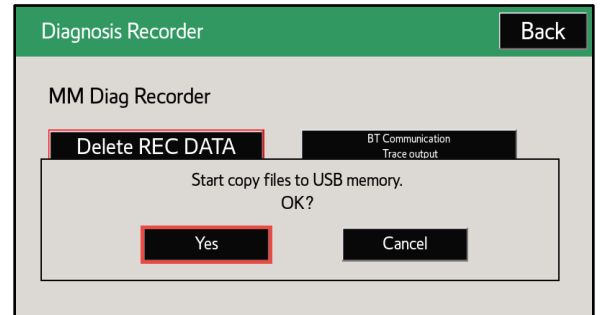 Diagnosis Recorder
Back
MM Diag Recorder
Delete REC DATA
BT Communication
Trace output
Start copy files to USB memory.
OK?
Yes
Cancel